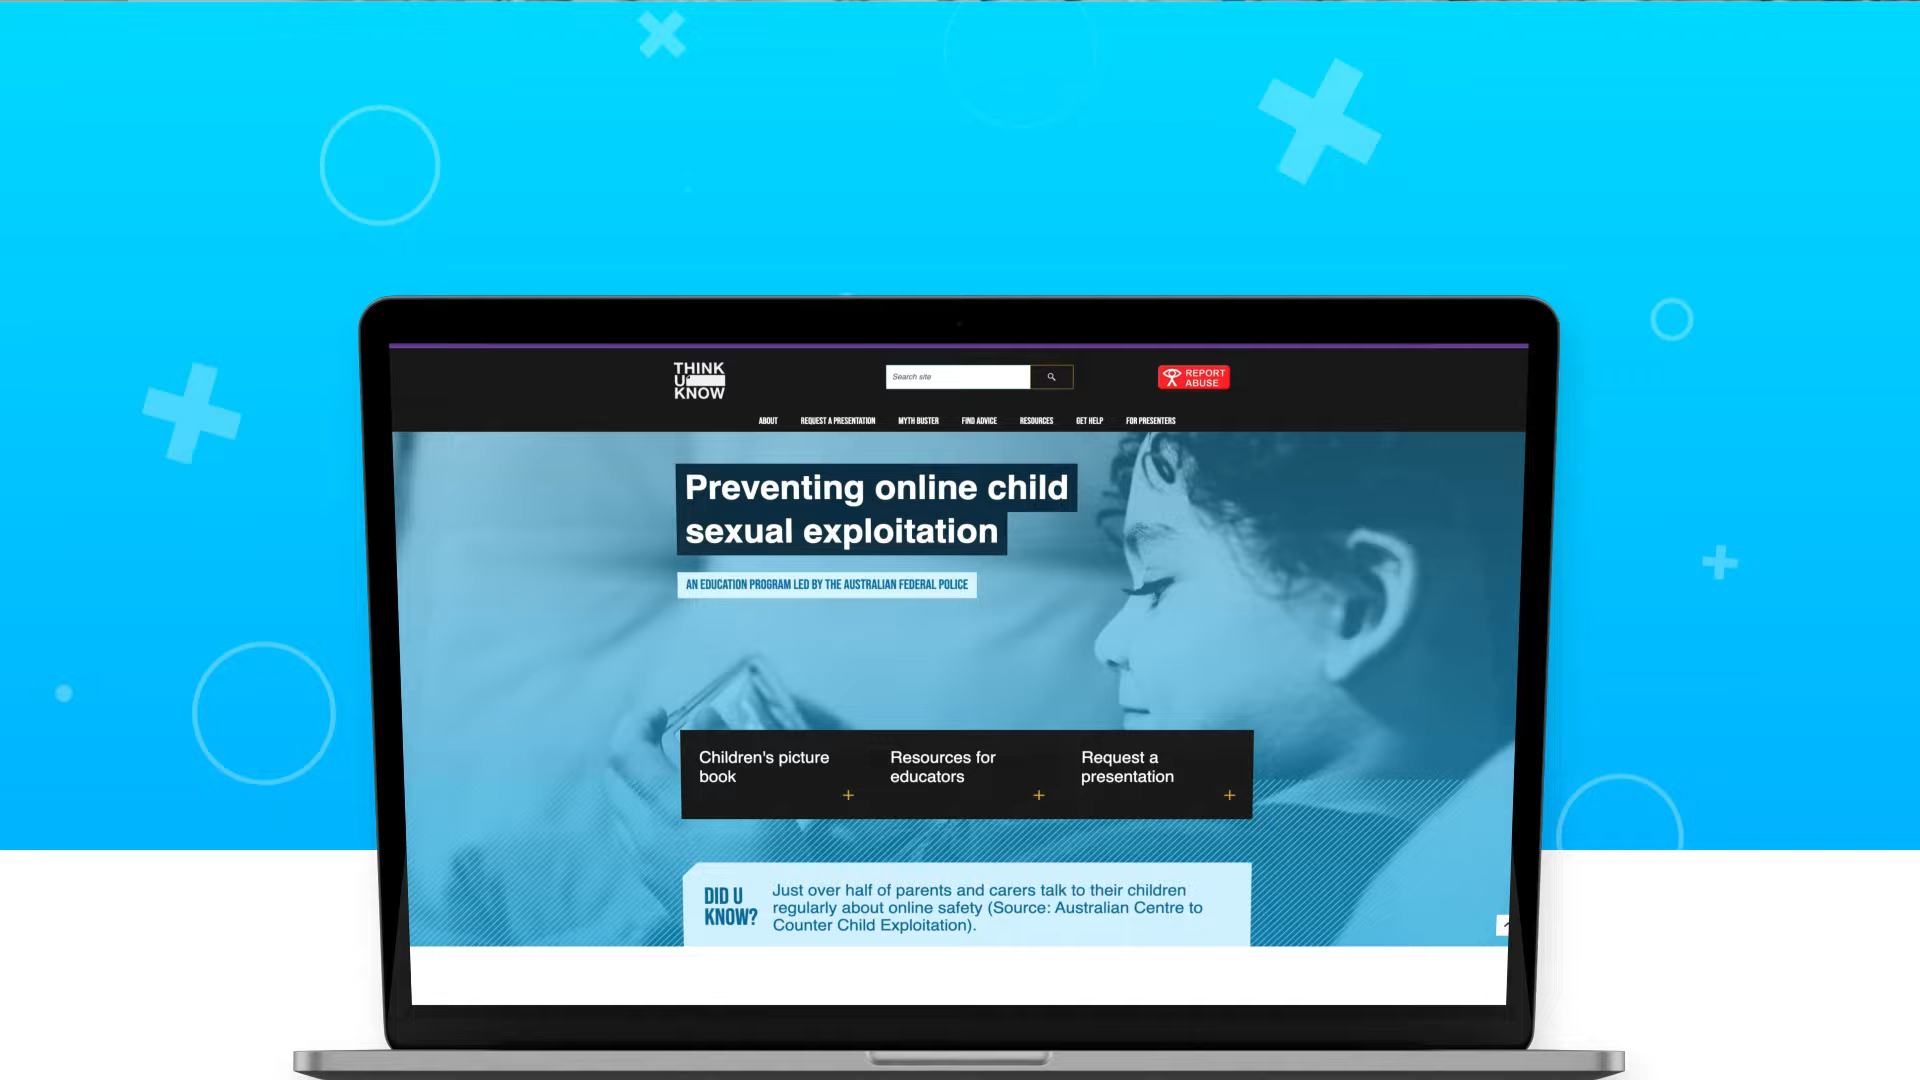 THINK
U
KNOW
Search site
REPORT
ABUSE
ABOUT
REQUEST A PRESENTATION
MYTH BUSTER
FIND ADVICE
RESOURCES
GET HELP
FOR PRESENTERS
Preventing online child
sexual exploitation
AN EDUCATION PROGRAM LED BY THE AUSTRALIAN FEDERAL POLICE
Children's picture
book
Resources for
educators
Request a
presentation
DID U
KNOW?
Just over half of parents and carers talk to their children
regularly about online safety (Source: Australian Centre to
Counter Child Exploitation).